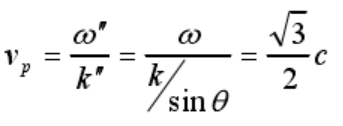 v_p = ω″/k″ = ω/(k/sin θ) = (√3/2) c